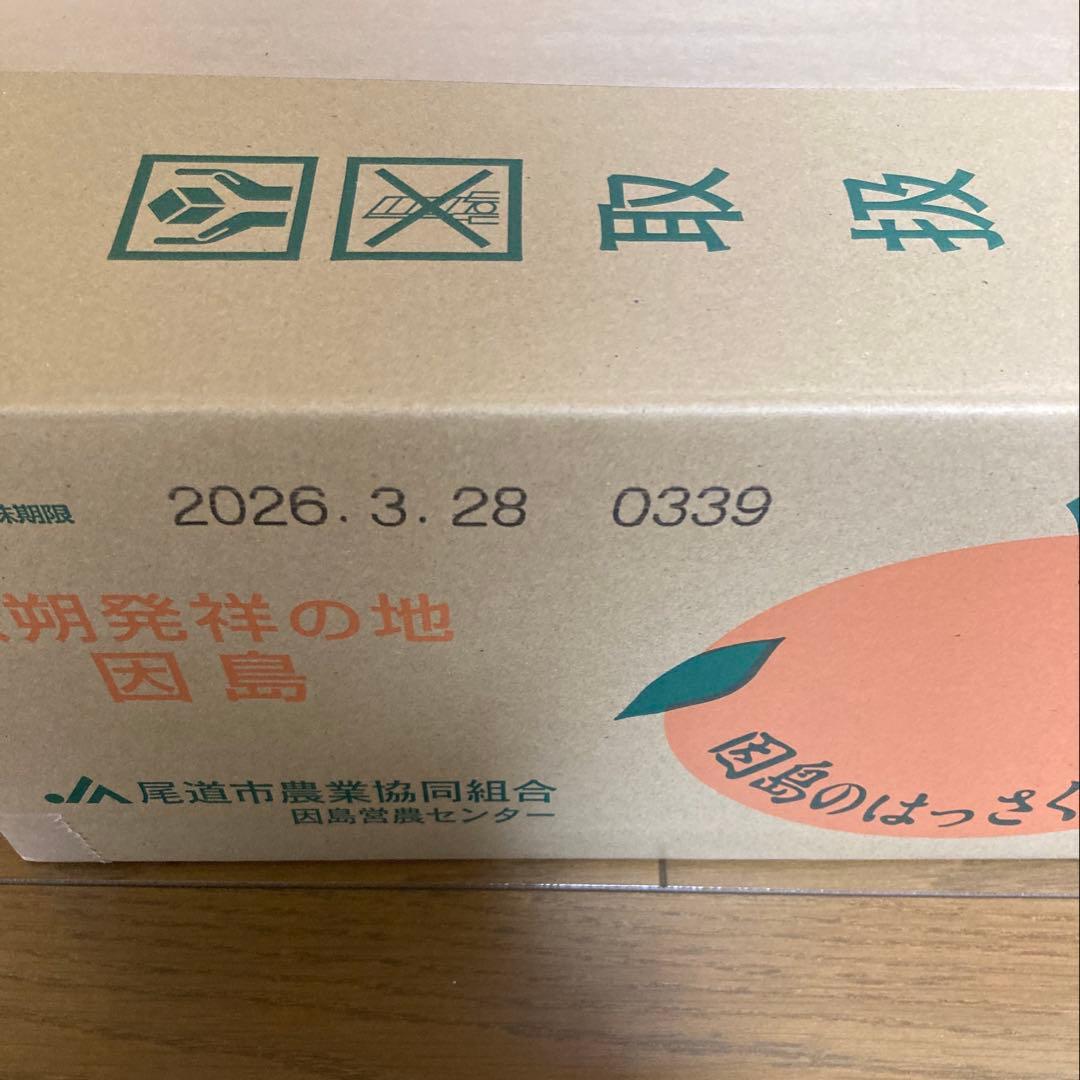 取扱
味期限 2026.3.28 0339
朔発祥の地
因島
JA 尾道市農業協同組合
因島営農センター
因島のはっさく